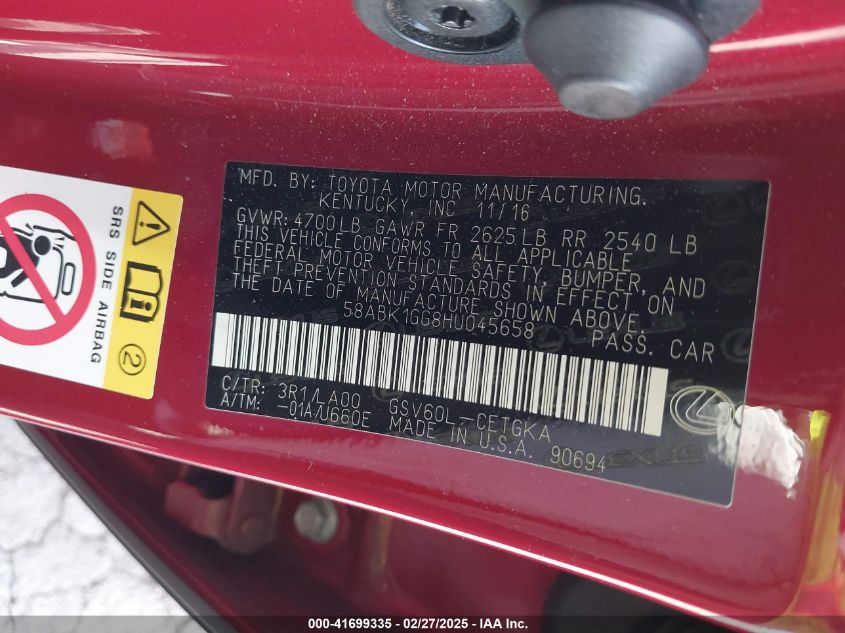 MFD. BY: TOYOTA MOTOR MANUFACTURING.
KENTUCKY, INC 11/16
GVWR: 4700LB GAWR FR 2625LB RR 2540 LB
THIS VEHICLE CONFORMS TO ALL APPLICABLE
FEDERAL MOTOR VEHICLE SAFETY, BUMPER, AND
THEFT PREVENTION STANDARDS IN EFFECT ON
THE DATE OF MANUFACTURE SHOWN ABOVE.
58ABK1GG8HU045658 PASS. CAR
C/TR: 3R1/LA00 GSV60L-CETGKA
A/TM: -01A/U660E MADE IN U.S.A. 90694
LEXUS
SRS SIDE AIRBAG
2
000-41699335 - 02/27/2025 - IAA Inc.